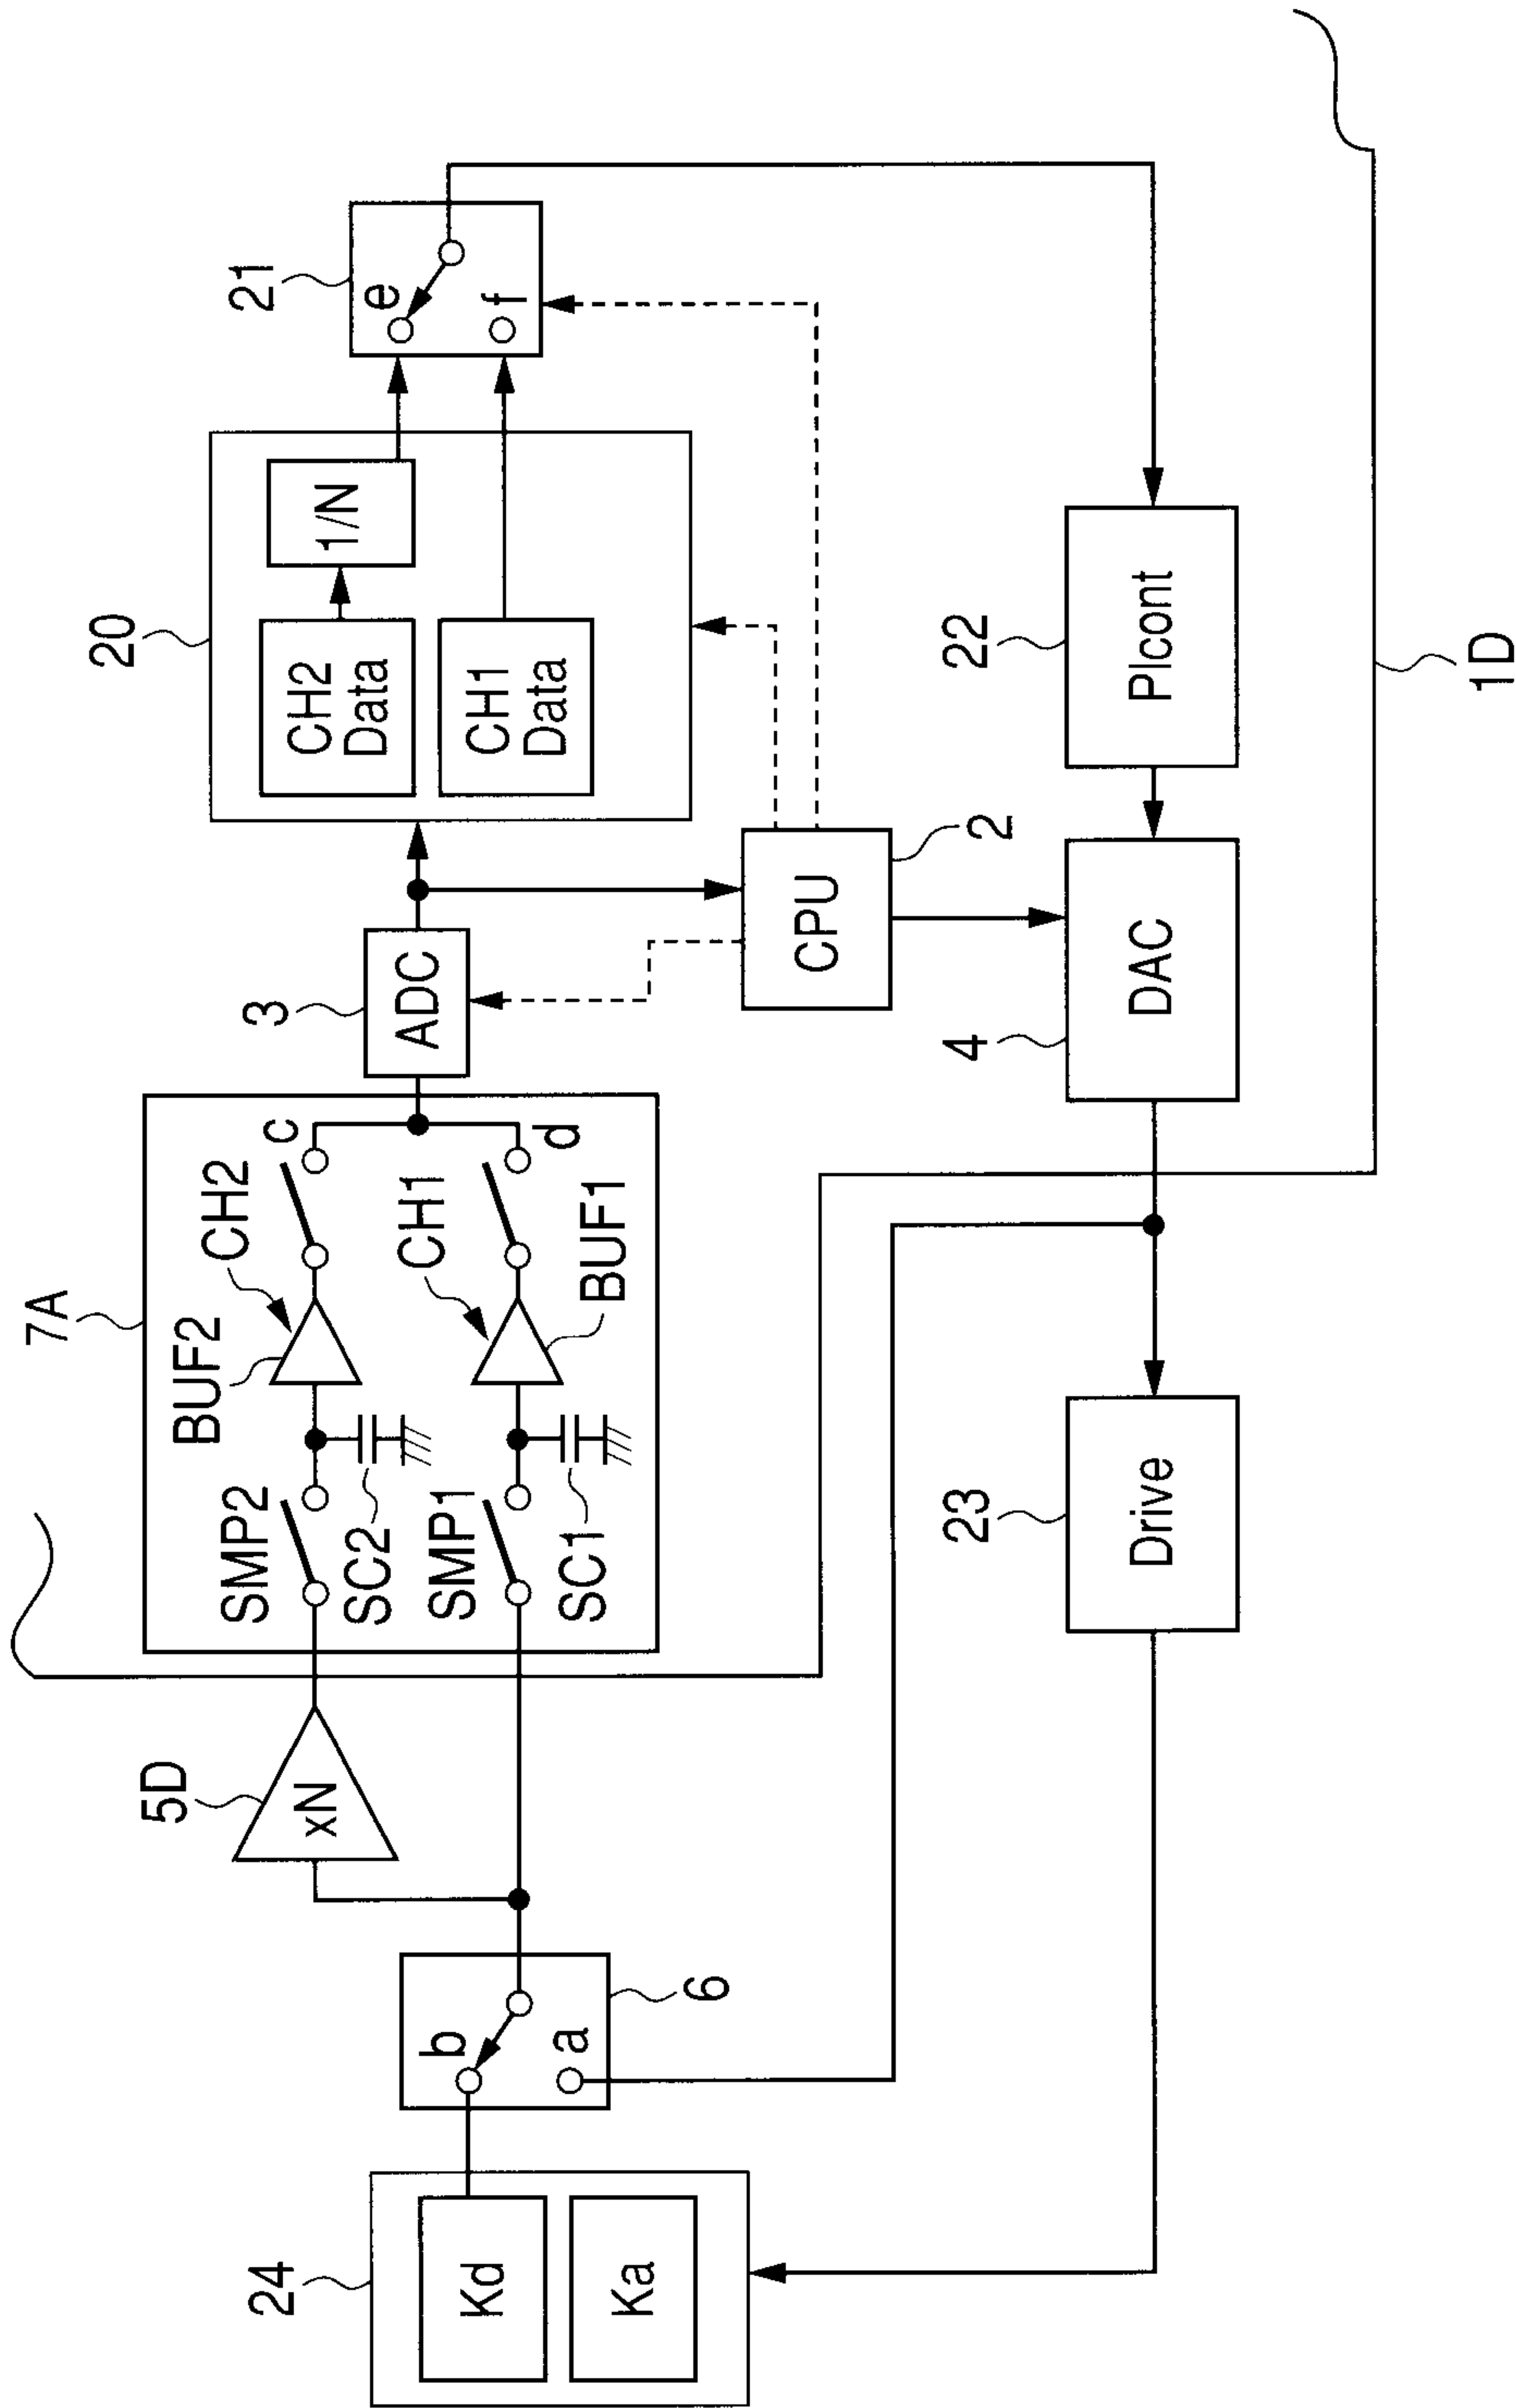 24
Kd
Ka
b
a
6
5D
xN
7A
SMP2
SC2
BUF2
CH2
c
SMP1
SC1
CH1
BUF1
d
3
ADC
20
CH2
Data
1/N
CH1
Data
21
e
f
CPU
2
23
Drive
4
DAC
22
PIcont
1D